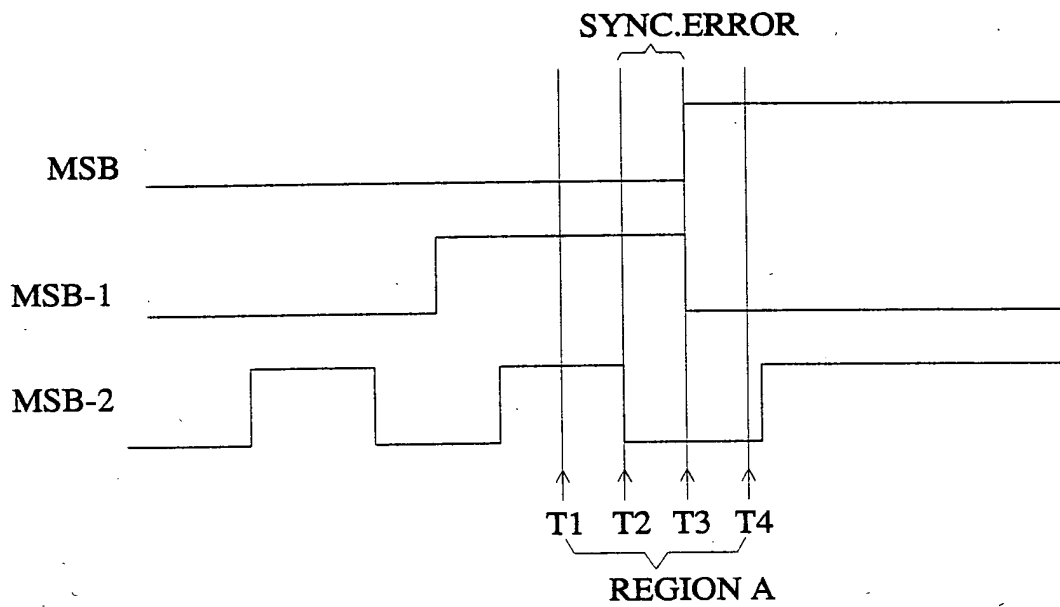 SYNC.ERROR
MSB
MSB-1
MSB-2
T1 T2 T3 T4
REGION A